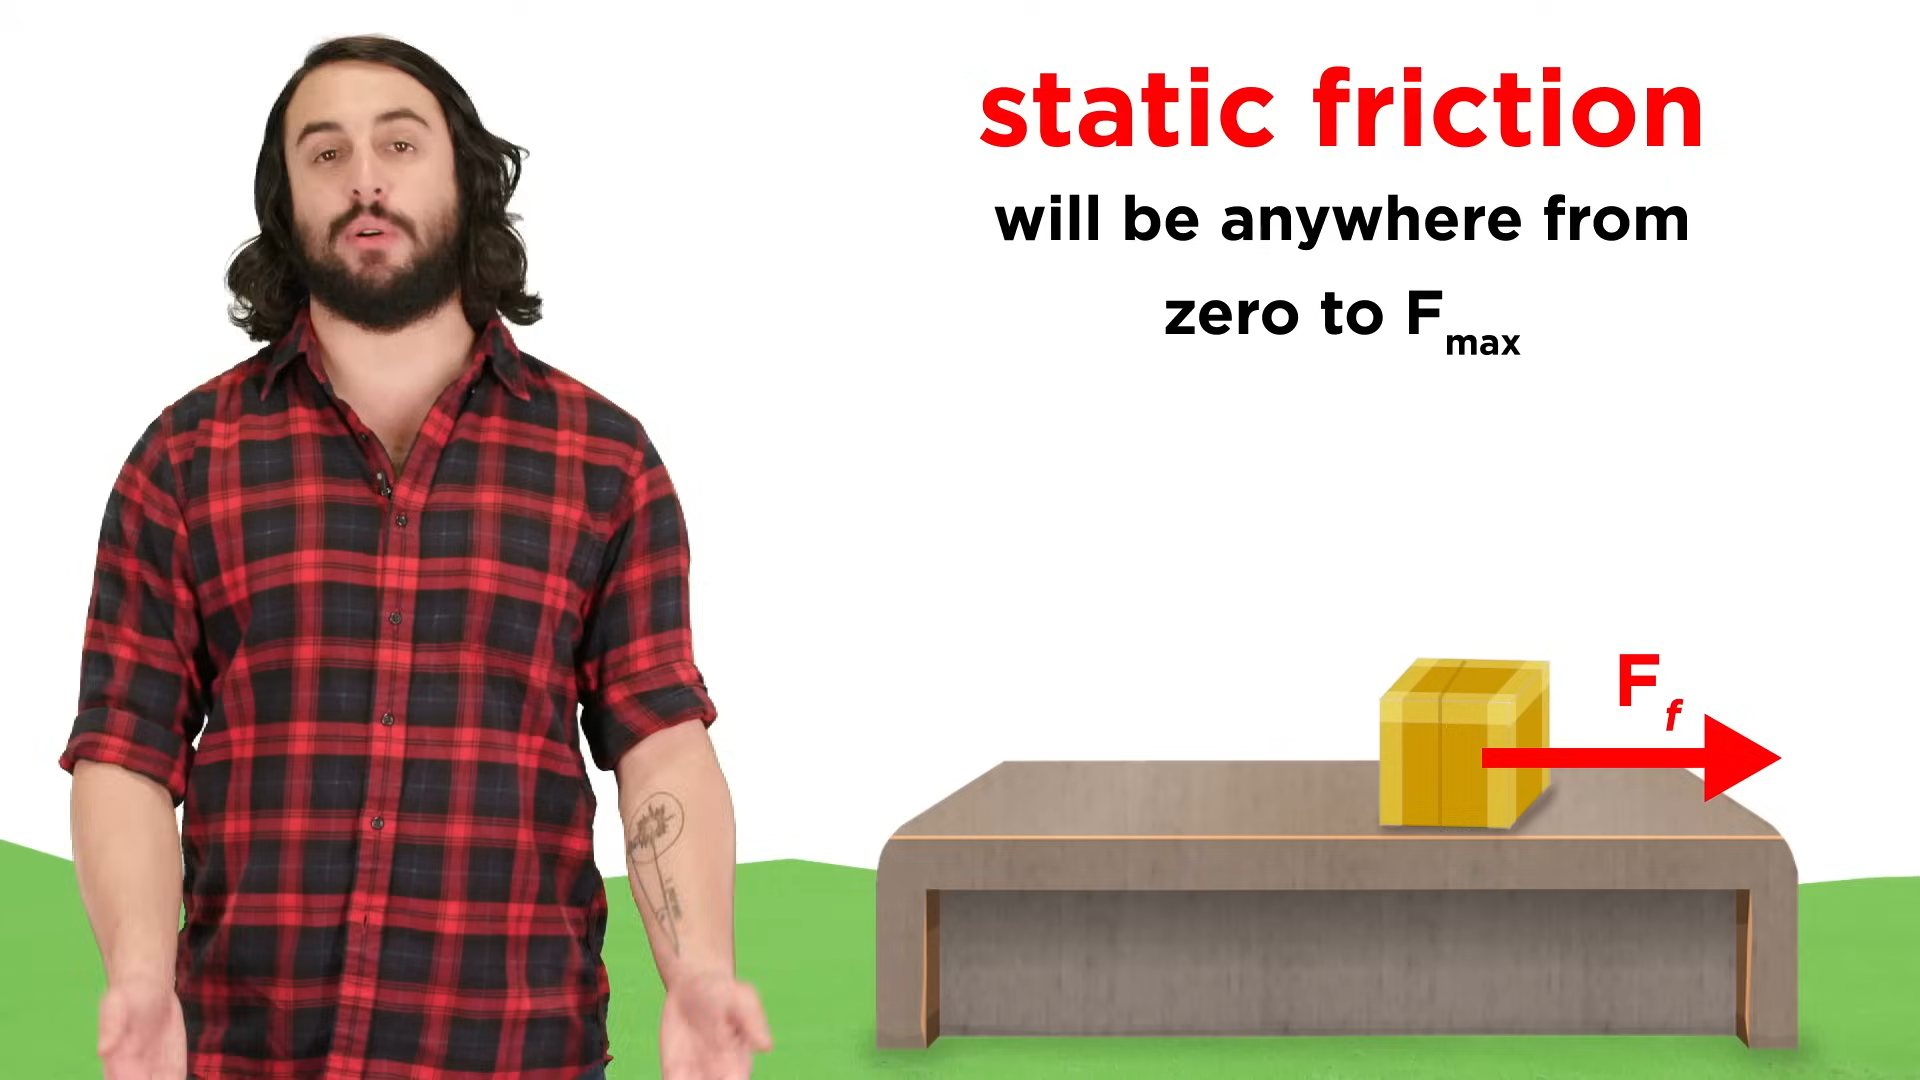 static friction
will be anywhere from
zero to Fmax
Ff